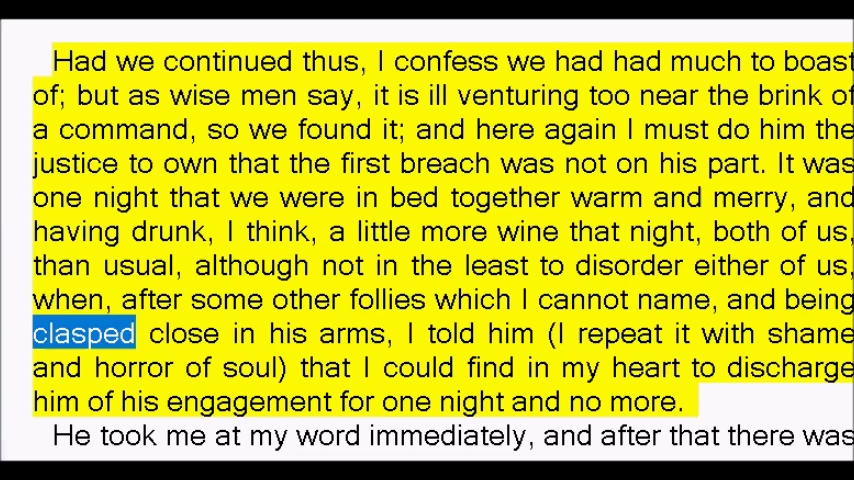 Had we continued thus, I confess we had had much to boast
of; but as wise men say, it is ill venturing too near the brink of
a command, so we found it; and here again I must do him the
justice to own that the first breach was not on his part. It was
one night that we were in bed together warm and merry, and
having drunk, I think, a little more wine that night, both of us,
than usual, although not in the least to disorder either of us,
when, after some other follies which I cannot name, and being
clasped close in his arms, I told him (I repeat it with shame
and horror of soul) that I could find in my heart to discharge
him of his engagement for one night and no more.
He took me at my word immediately, and after that there was